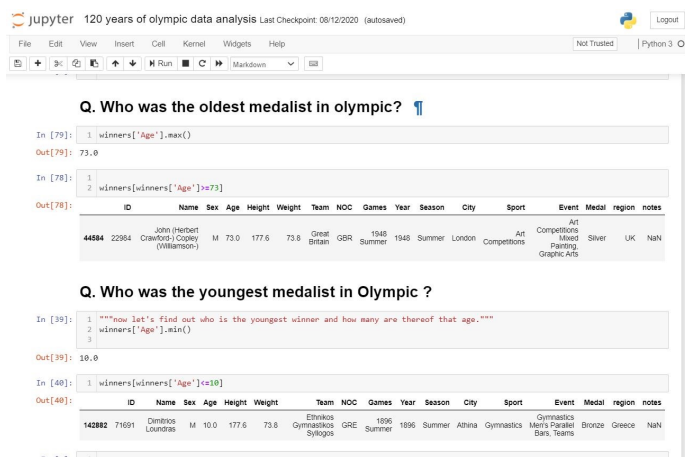 jupyter 120 years of olympic data analysis Last Checkpoint: 08/12/2020 (autosaved) Logout
File Edit View Insert Cell Kernel Widgets Help Not Trusted Python 3 O
Run Markdown
Q. Who was the oldest medalist in olympic? ¶
In [79]: 1 winners['Age'].max()
Out[79]: 73.0
In [78]: 1
2 winners[winners['Age']>=73]
Out[78]:
ID Name Sex Age Height Weight Team NOC Games Year Season City Sport Event Medal region notes
44584 22984 John (Herbert Crawford-) Copley (Williamson-) M 73.0 177.6 73.8 Great Britain GBR 1948 Summer 1948 Summer London Art Competitions Art Competitions Mixed Painting, Graphic Arts Silver UK NaN
Q. Who was the youngest medalist in Olympic ?
In [39]: 1 """now let's find out who is the youngest winner and how many are thereof that age."""
2 winners['Age'].min()
3
Out[39]: 10.0
In [40]: 1 winners[winners['Age']<=10]
Out[40]:
ID Name Sex Age Height Weight Team NOC Games Year Season City Sport Event Medal region notes
142882 71691 Dimitrios Loundras M 10.0 177.6 73.8 Ethnikos Gymnastikos Syllogos GRE 1896 Summer 1896 Summer Athina Gymnastics Gymnastics Men's Parallel Bars, Teams Bronze Greece NaN